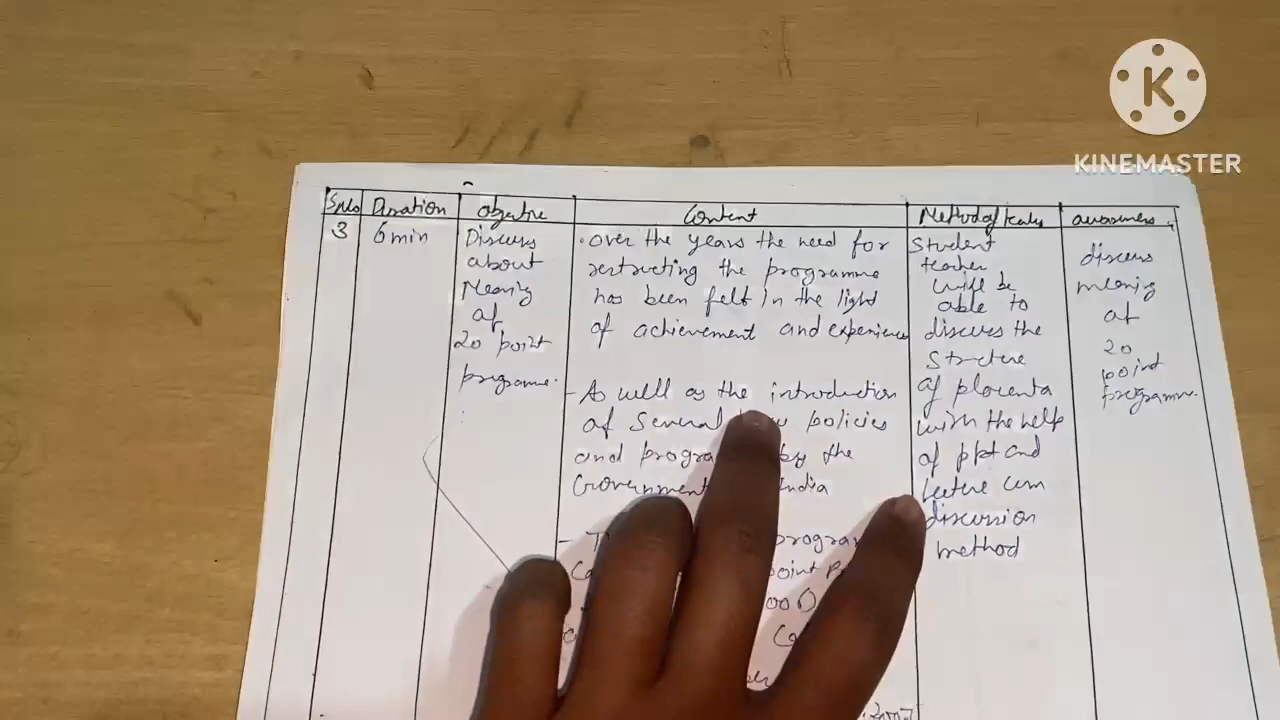 KINEMASTER
Sr.No Duration Objective Content Method of teaching
3
6 min
Discuss
about
Meaning
of
20 point
programme.
. over the years the need for
restructing the programme
has been felt in the light
of achievement and experience
- As well as the introduction
of several policies
and by the
Government India
-
point
Student
teacher
will be
able to
discuss the
Structure
of placenta
with the help
of ppt and
lecture cum
discussion
method
discuss
meaning
of
20
point
programme.